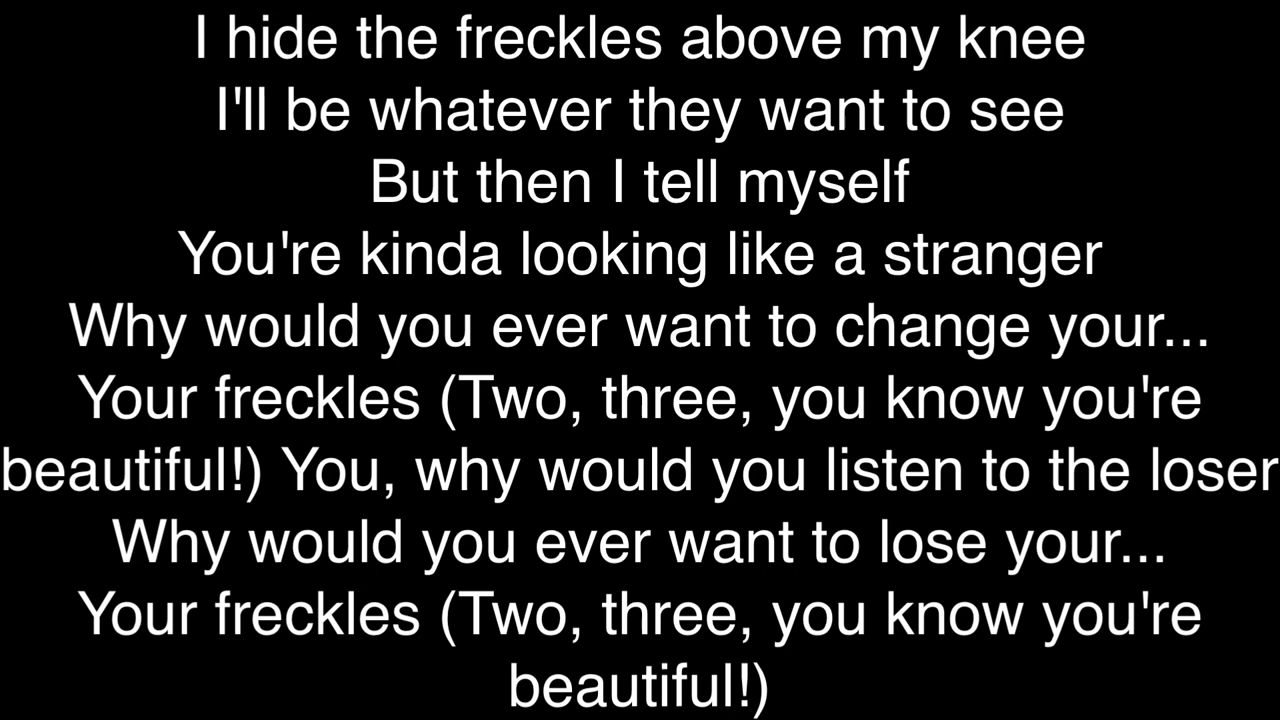 I hide the freckles above my knee
I'll be whatever they want to see
But then I tell myself
You're kinda looking like a stranger
Why would you ever want to change your...
Your freckles (Two, three, you know you're
beautiful!) You, why would you listen to the loser
Why would you ever want to lose your...
Your freckles (Two, three, you know you're
beautiful!)